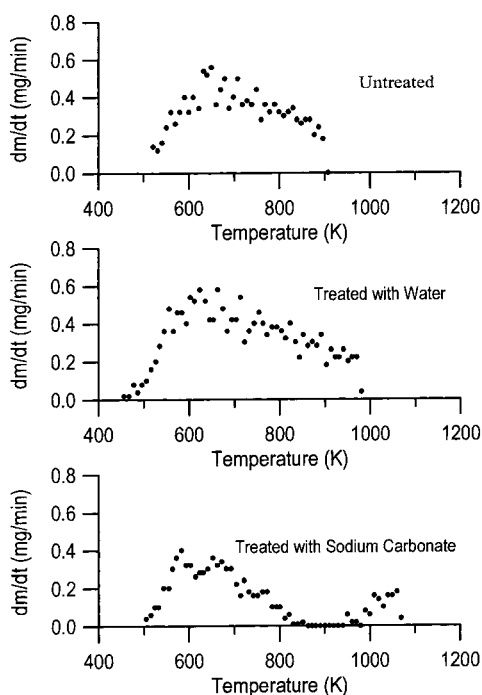 0.8
0.6
0.4
0.2
0.0
dm/dt (mg/min)
Untreated
400 600 800 1000 1200
Temperature (K)
0.8
0.6
0.4
0.2
0.0
dm/dt (mg/min)
Treated with Water
400 600 800 1000 1200
Temperature (K)
0.8
0.6
0.4
0.2
0.0
dm/dt (mg/min)
Treated with Sodium Carbonate
400 600 800 1000 1200
Temperature (K)